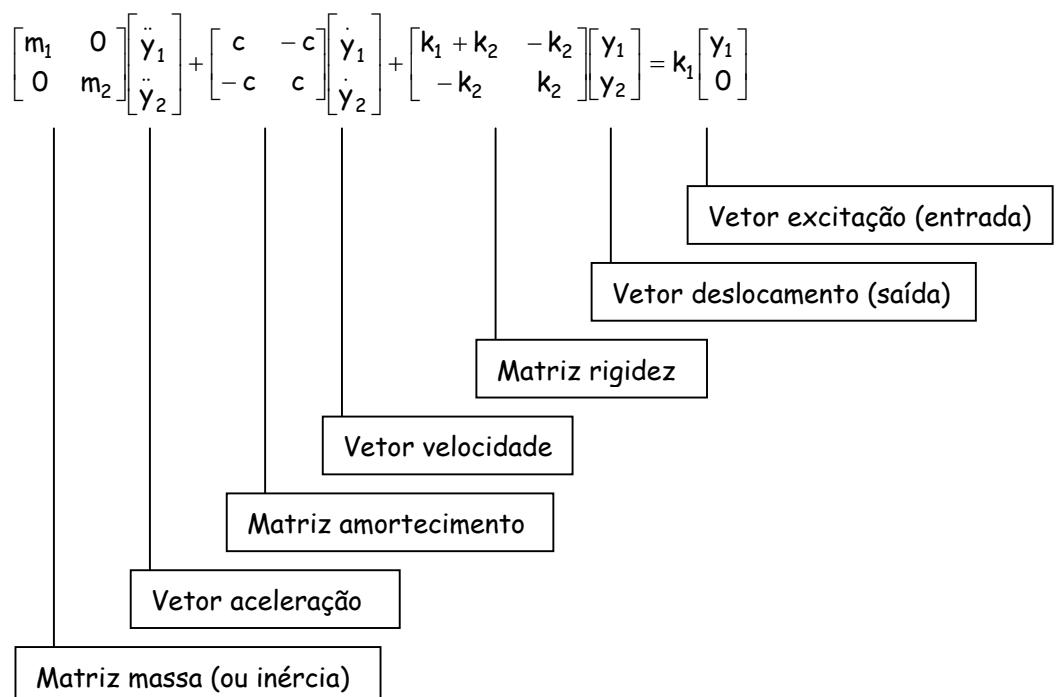 [m₁ 0; 0 m₂][ÿ₁; ÿ₂] + [c −c; −c c][ẏ₁; ẏ₂] + [k₁ + k₂ −k₂; −k₂ k₂][y₁; y₂] = k₁[y₁; 0]
Vetor excitação (entrada)
Vetor deslocamento (saída)
Matriz rigidez
Vetor velocidade
Matriz amortecimento
Vetor aceleração
Matriz massa (ou inércia)